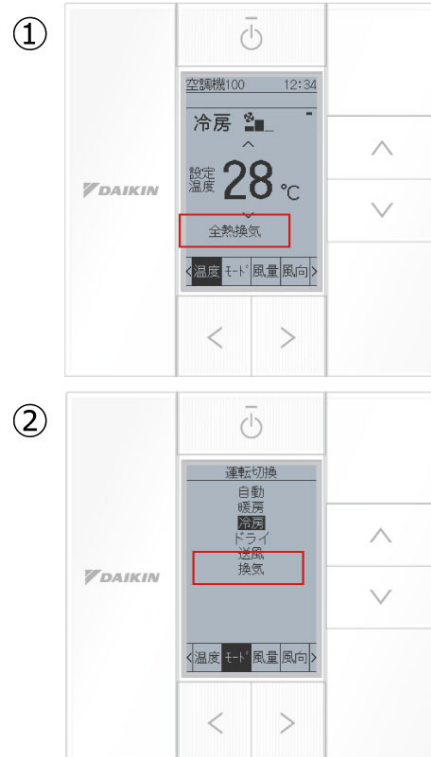 ①
空調機100 12:34
冷房
設定
温度 28 ℃
全熱換気
<温度 ﾓｰﾄﾞ 風量 風向>
DAIKIN
②
運転切換
自動
暖房
冷房
ドライ
送風
換気
<温度 ﾓｰﾄﾞ 風量 風向>
DAIKIN